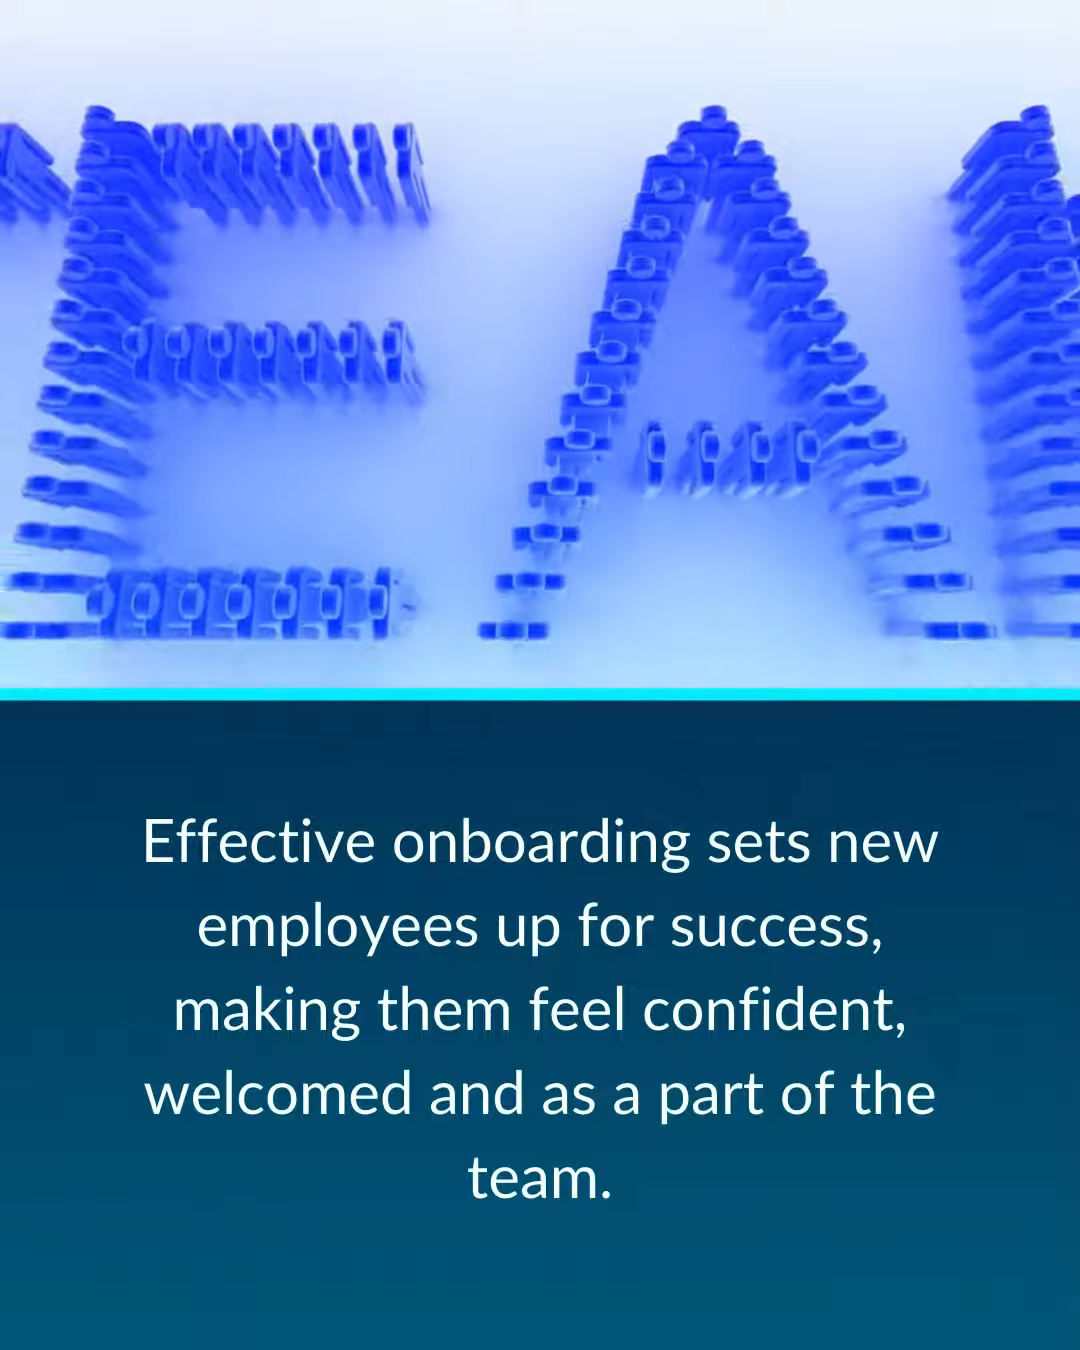 EA
Effective onboarding sets new
employees up for success,
making them feel confident,
welcomed and as a part of the
team.